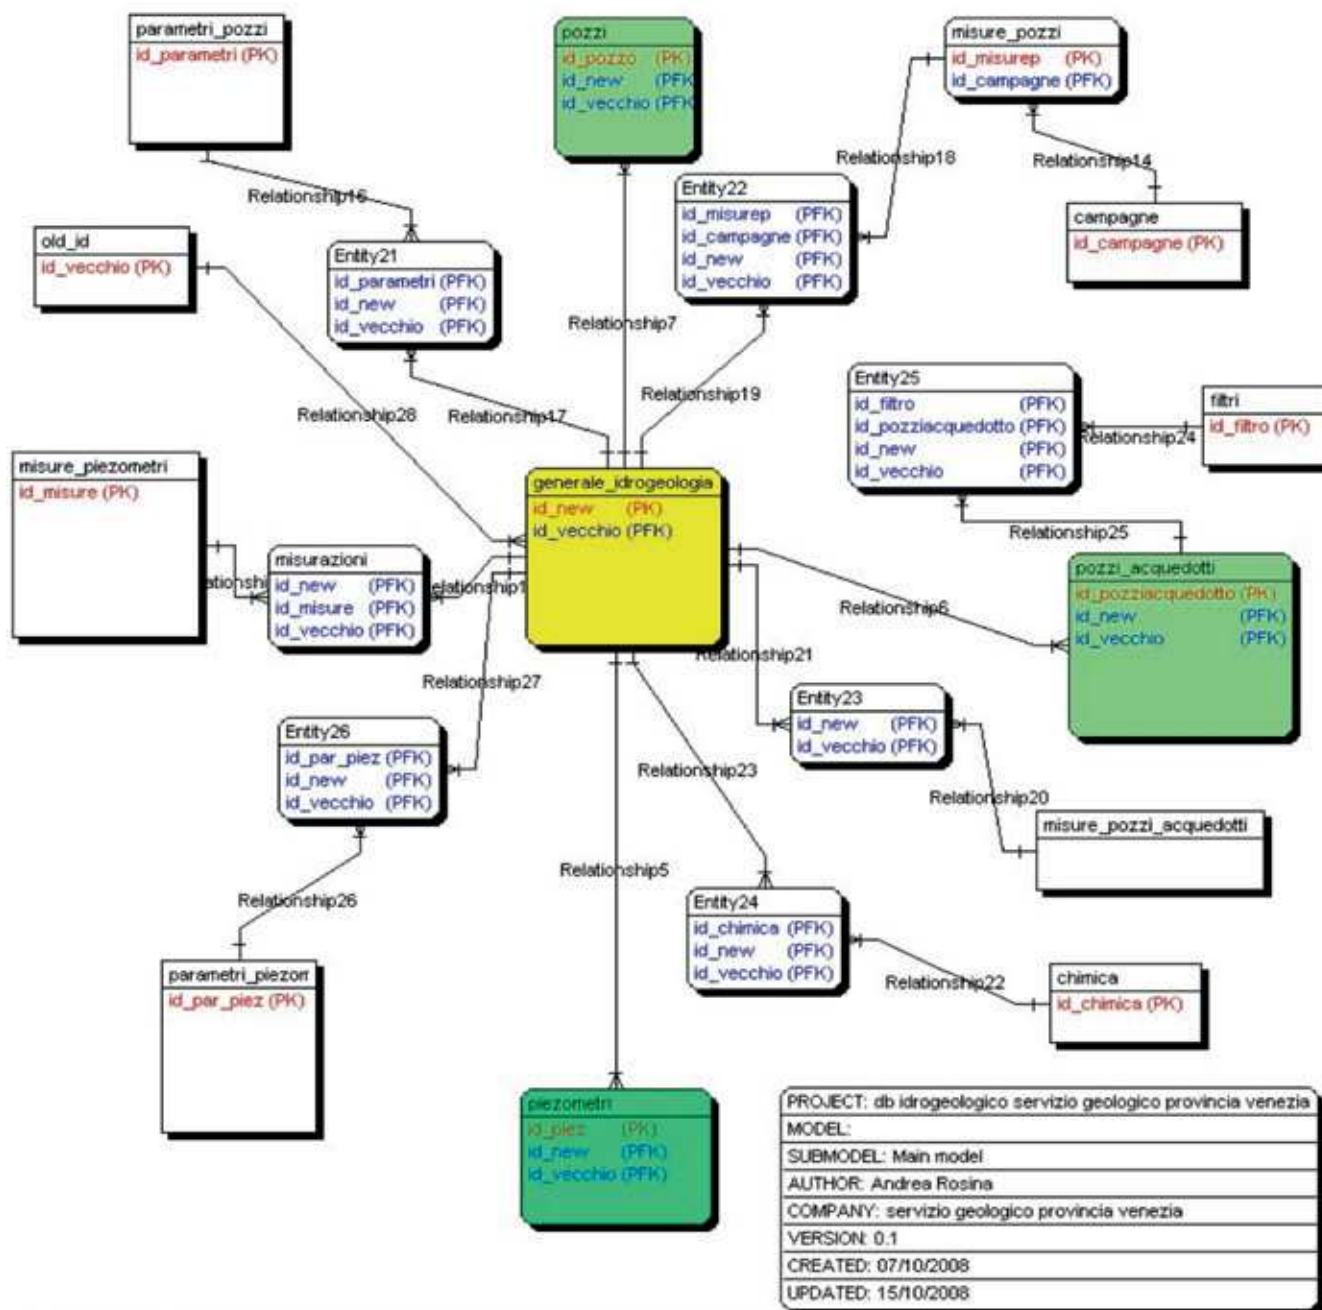 parametri_pozzi
id_parametri (PK)
pozzi
id_pozzo (PK)
id_new (PFK
id_vecchio (PFK
misure_pozzi
id_misurep (PK)
id_campagne (PFK)
Relationship18
Relationship14
Relationship16
Entity22
id_misurep (PFK)
id_campagne (PFK)
id_new (PFK)
id_vecchio (PFK)
campagne
id_campagne (PK)
old_id
id_vecchio (PK)
Entity21
id_parametri (PFK)
id_new (PFK)
id_vecchio (PFK)
Relationship7
Relationship28
Relationship17
Relationship19
Entity25
id_filtro (PFK)
id_pozziacquedotto (PFK)
id_new (PFK)
id_vecchio (PFK)
filtri
id_filtro (PK)
Relationship24
misure_piezometri
id_misure (PK)
generale_idrogeologia
id_new (PK)
id_vecchio (PFK)
Relationship25
misurazioni
id_new (PFK)
id_misure (PFK)
id_vecchio (PFK)
pozzi_acquedotti
id_pozziacquedotto (PK)
id_new (PFK)
id_vecchio (PFK)
Relationship6
Relationship21
Relationship27
Entity23
id_new (PFK)
id_vecchio (PFK)
Entity26
id_par_piez (PFK)
id_new (PFK)
id_vecchio (PFK)
Relationship23
Relationship20
misure_pozzi_acquedotti
Relationship5
Relationship26
Entity24
id_chimica (PFK)
id_new (PFK)
id_vecchio (PFK)
Relationship22
parametri_piezom
id_par_piez (PK)
chimica
id_chimica (PK)
piezometri
id_piez (PK)
id_new (PFK)
id_vecchio (PFK)
PROJECT: db idrogeologico servizio geologico provincia venezia
MODEL:
SUBMODEL: Main model
AUTHOR: Andrea Rosina
COMPANY: servizio geologico provincia venezia
VERSION: 0.1
CREATED: 07/10/2008
UPDATED: 15/10/2008